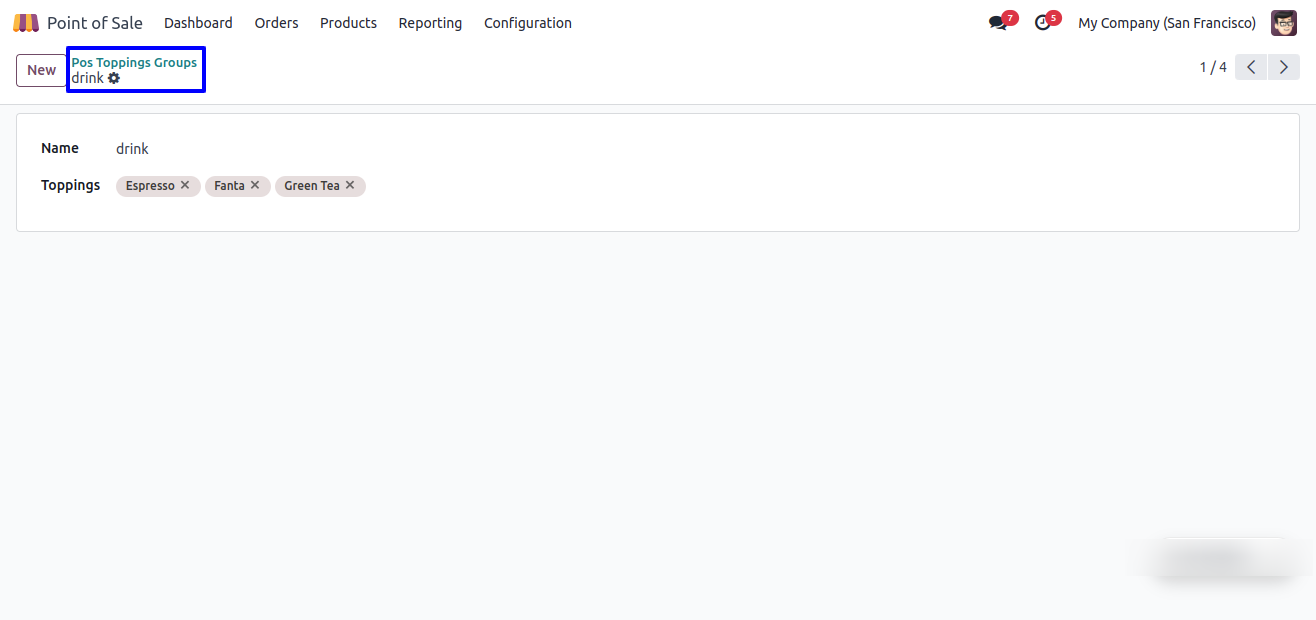 Point of Sale Dashboard Orders Products Reporting Configuration 7 5 My Company (San Francisco)
New Pos Toppings Groups
drink 1 / 4
Name drink
Toppings Espresso ✕ Fanta ✕ Green Tea ✕